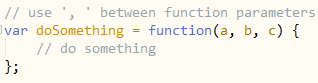 // use ', ' between function parameters
var doSomething = function(a, b, c) {
    // do something
};